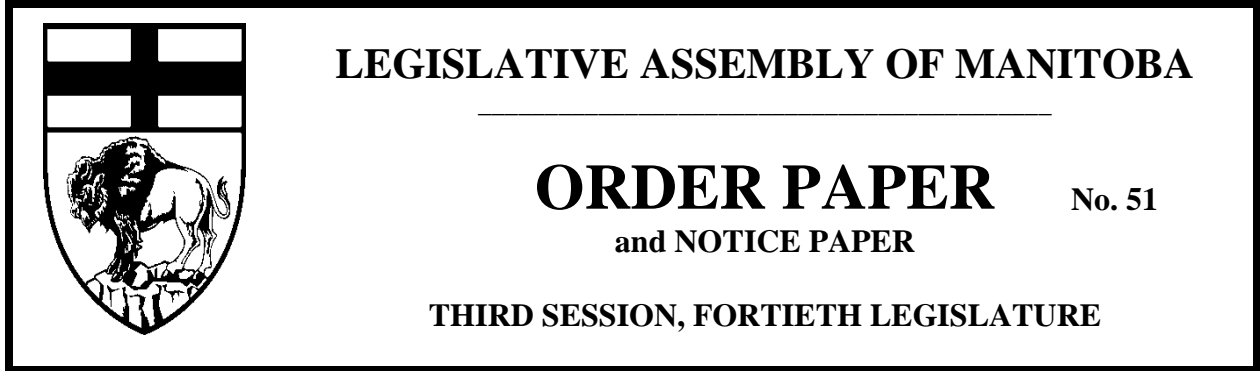 LEGISLATIVE ASSEMBLY OF MANITOBA
ORDER PAPER No. 51
and NOTICE PAPER
THIRD SESSION, FORTIETH LEGISLATURE